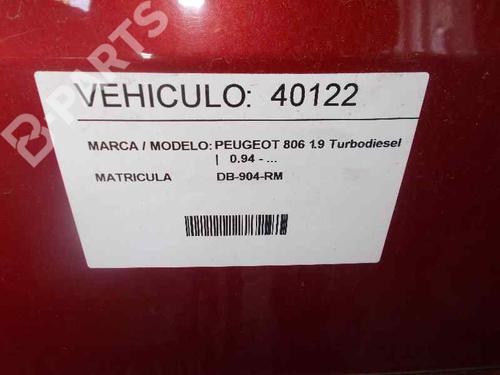 VEHICULO: 40122
MARCA / MODELO: PEUGEOT 806 1.9 Turbodiesel
| 0.94 - ...
MATRICULA DB-904-RM
B-PARTS